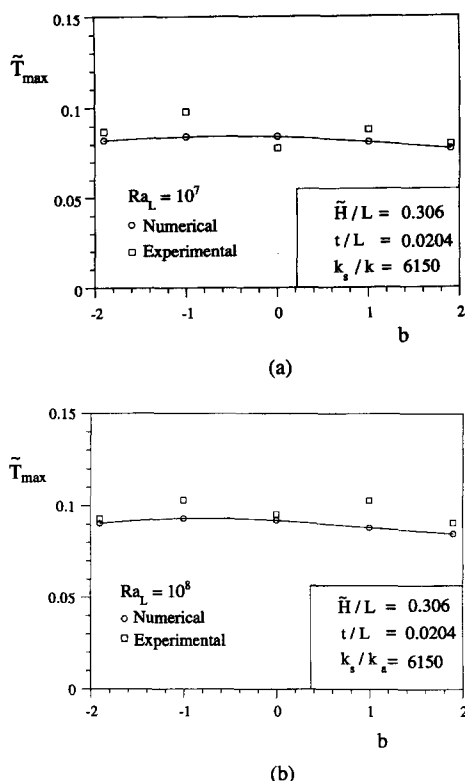 T̃max
0.15
0.1
0.05
0
Ra_L = 10^7
Numerical
Experimental
H̃/L = 0.306
t/L = 0.0204
k_s/k = 6150
-2 -1 0 1 2
b
(a)
T̃max
0.15
0.1
0.05
0
Ra_L = 10^8
Numerical
Experimental
H̃/L = 0.306
t/L = 0.0204
k_s/k_a = 6150
-2 -1 0 1 2
b
(b)